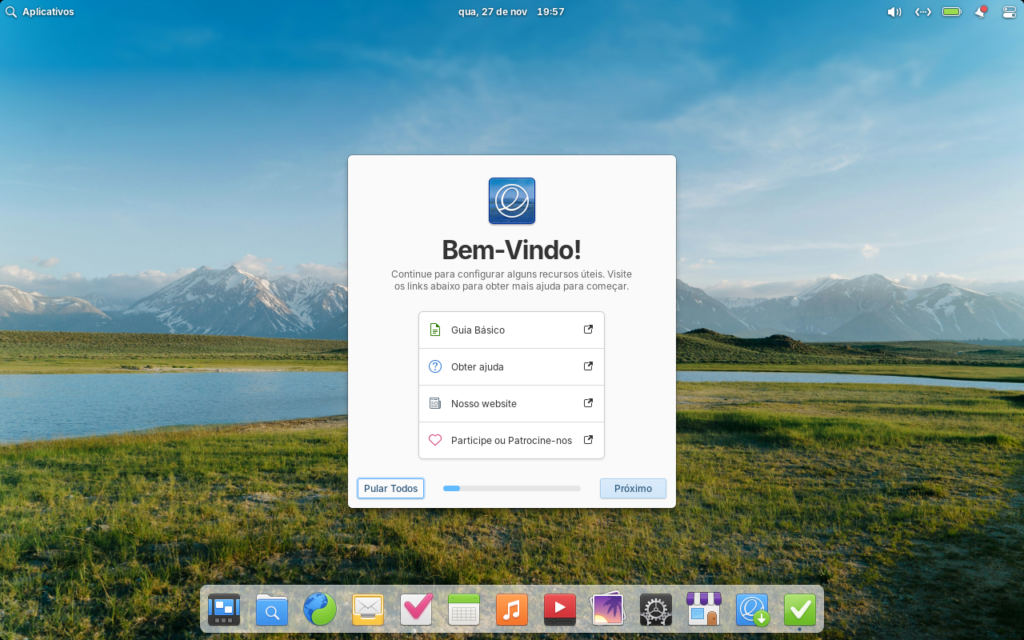 Aplicativos
qua, 27 de nov 19:57
Bem-Vindo!
Continue para configurar alguns recursos úteis. Visite
os links abaixo para obter mais ajuda para começar.
Guia Básico
Obter ajuda
Nosso website
Participe ou Patrocine-nos
Pular Todos
Próximo